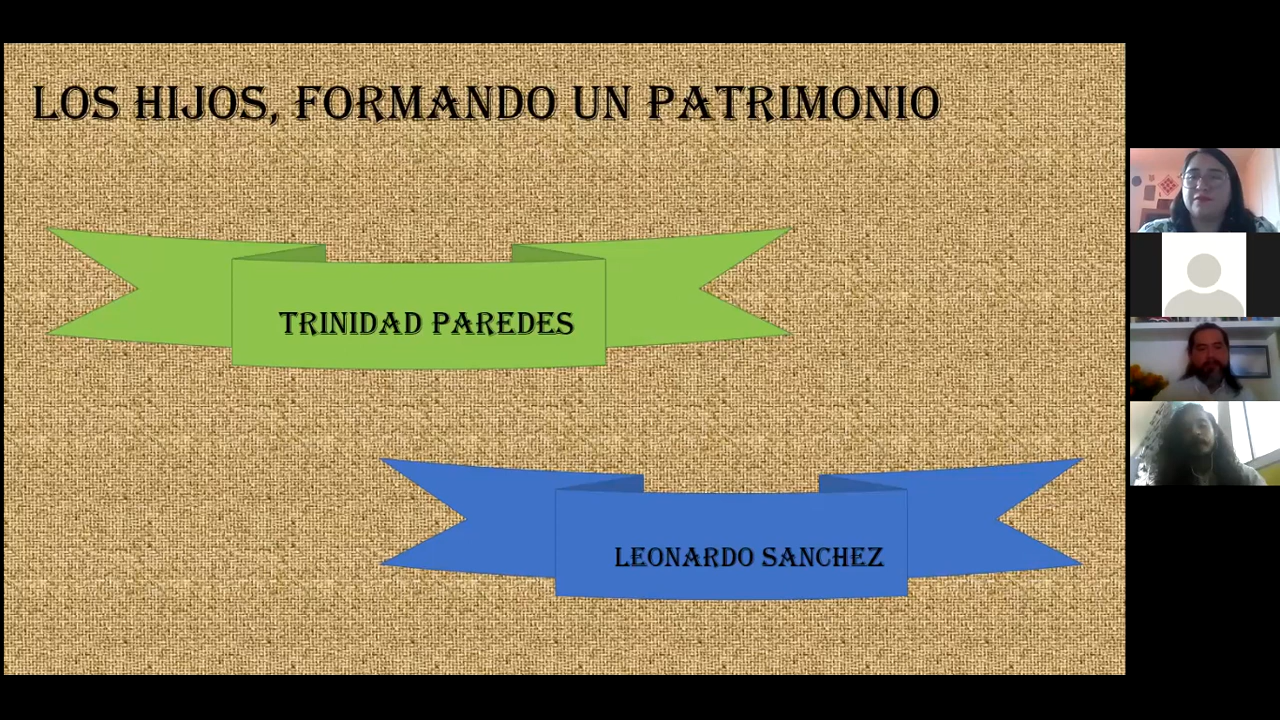 LOS HIJOS, FORMANDO UN PATRIMONIO
TRINIDAD PAREDES
LEONARDO SANCHEZ